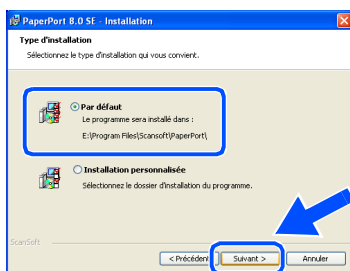 PaperPort 8.0 SE - Installation
Type d'installation
Sélectionnez le type d'installation qui vous convient.
Par défaut
Le programme sera installé dans :
E:\Program Files\Scansoft\PaperPort\
Installation personnalisée
Sélectionnez le dossier d'installation du programme.
ScanSoft
< Précédent Suivant > Annuler